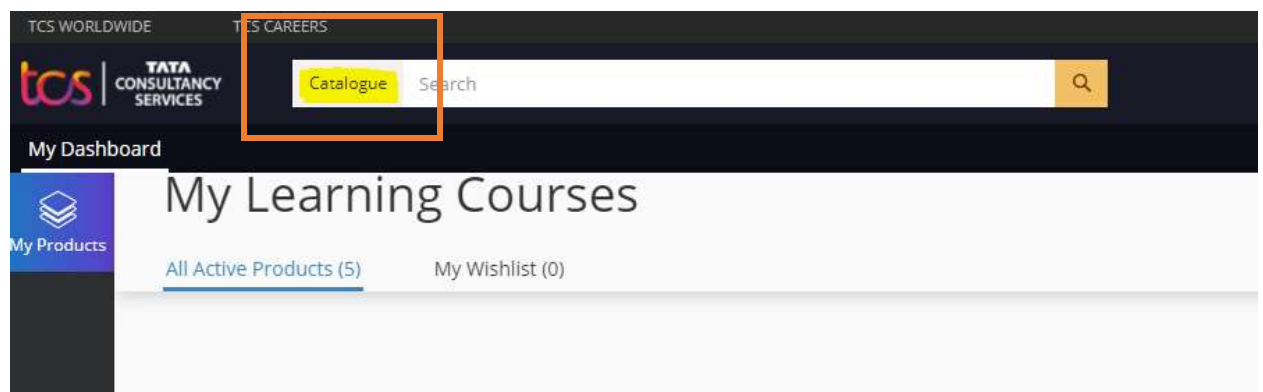 TCS WORLDWIDE TCS CAREERS
tcs TATA CONSULTANCY SERVICES
Catalogue Search
My Dashboard
My Learning Courses
My Products
All Active Products (5) My Wishlist (0)